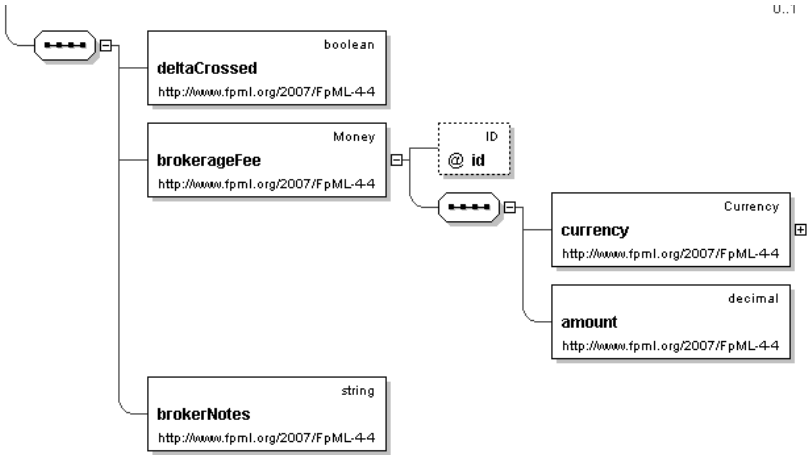 0..1
boolean
deltaCrossed
http://www.fpml.org/2007/FpML-4-4
Money
brokerageFee
http://www.fpml.org/2007/FpML-4-4
ID
@ id
Currency
currency
http://www.fpml.org/2007/FpML-4-4
decimal
amount
http://www.fpml.org/2007/FpML-4-4
string
brokerNotes
http://www.fpml.org/2007/FpML-4-4